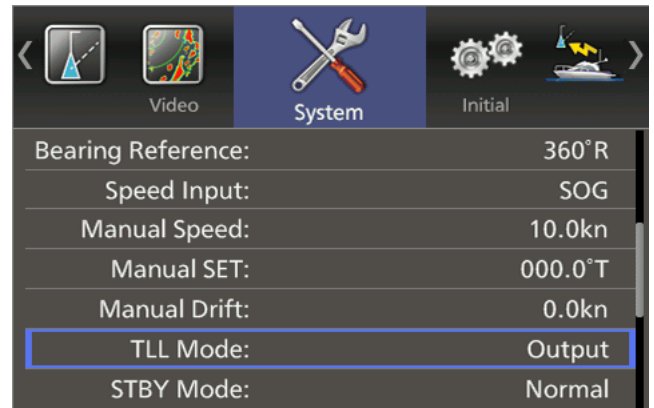 Video
System
Initial
Bearing Reference: 360°R
Speed Input: SOG
Manual Speed: 10.0kn
Manual SET: 000.0°T
Manual Drift: 0.0kn
TLL Mode: Output
STBY Mode: Normal